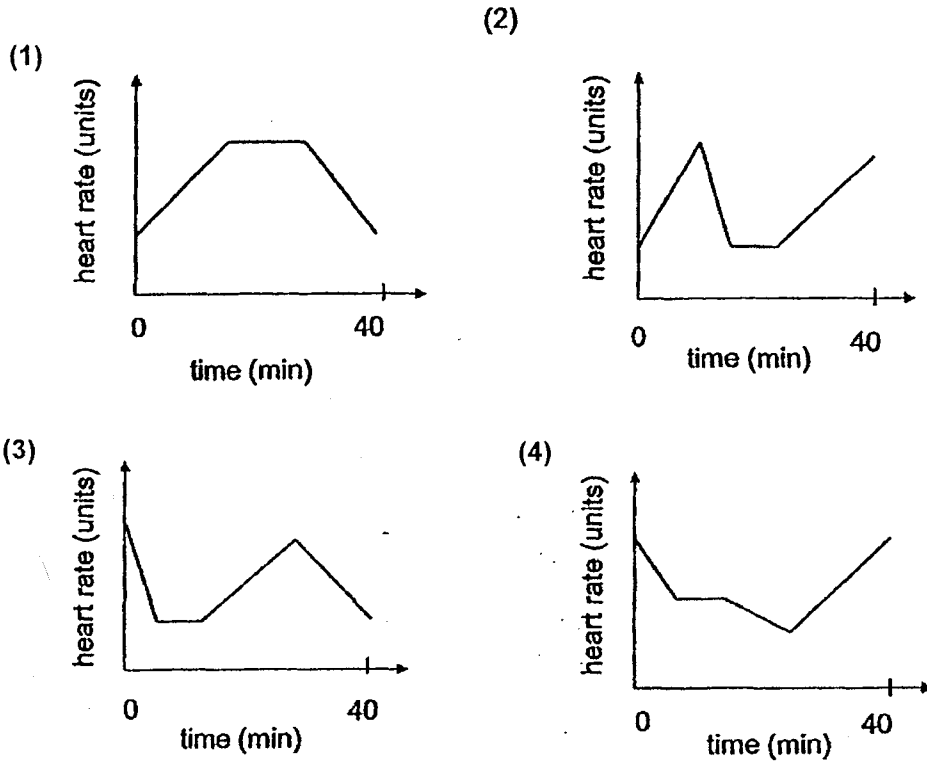 (1)
heart rate (units)
0
40
time (min)
(2)
heart rate (units)
0
40
time (min)
(3)
heart rate (units)
0
40
time (min)
(4)
heart rate (units)
0
40
time (min)